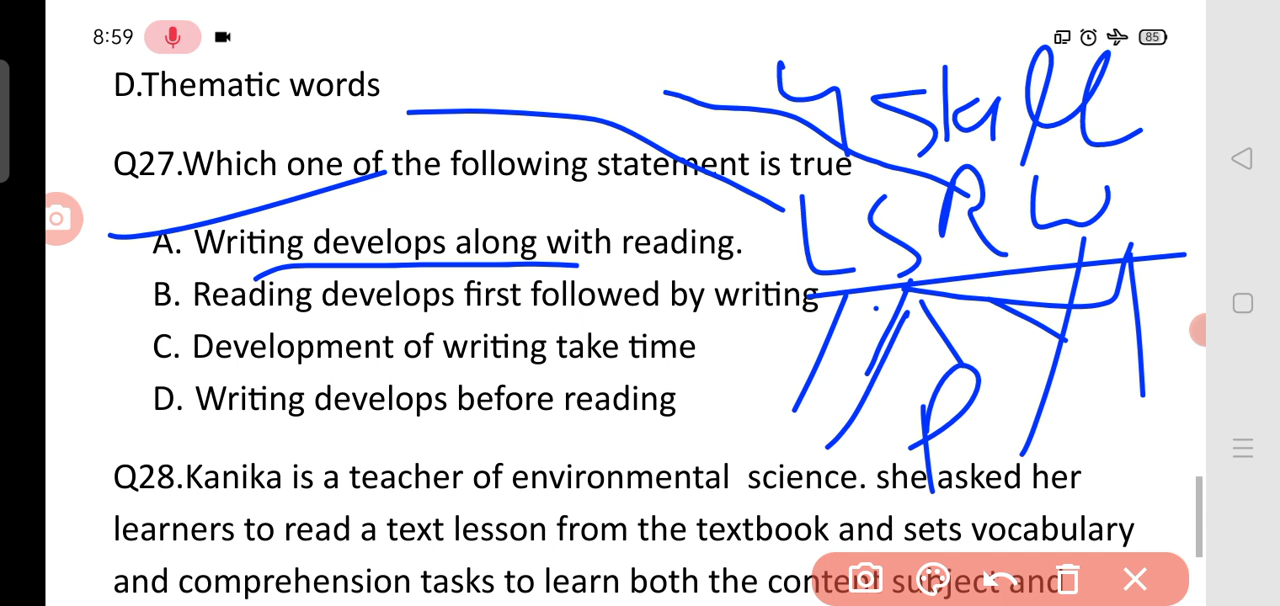 8:59
85
D.Thematic words
4 Skill
Q27.Which one of the following statement is true
L S R W
A. Writing develops along with reading.
B. Reading develops first followed by writing
C. Development of writing take time
D. Writing develops before reading
P
Q28.Kanika is a teacher of environmental science. she asked her
learners to read a text lesson from the textbook and sets vocabulary
and comprehension tasks to learn both the content subject and